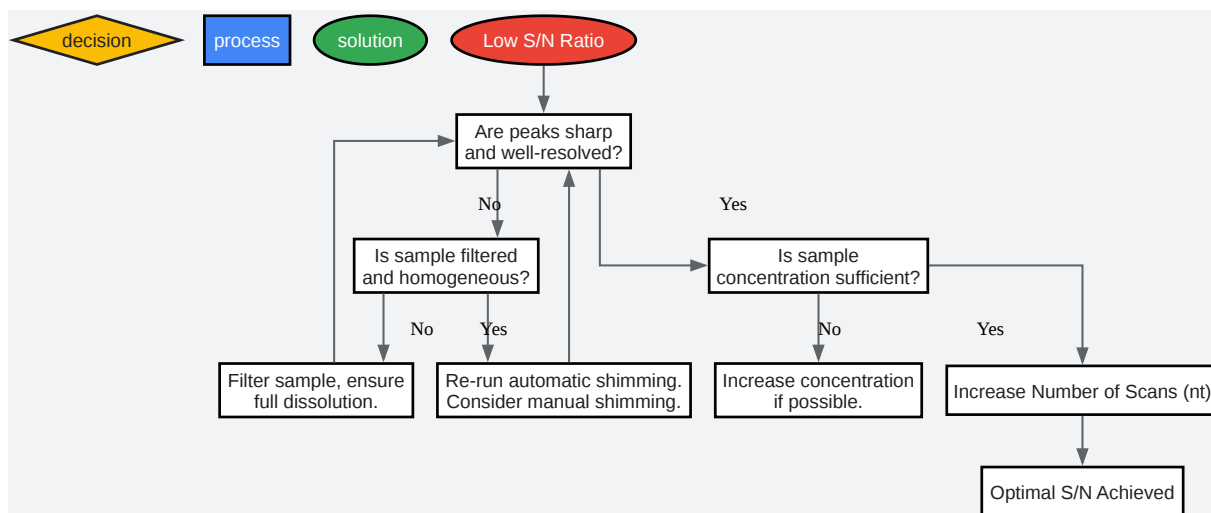 decision
process
solution
Low S/N Ratio
Are peaks sharp
and well-resolved?
No
Yes
Is sample filtered
and homogeneous?
Is sample
concentration sufficient?
No
Yes
No
Yes
Filter sample, ensure
full dissolution.
Re-run automatic shimming.
Consider manual shimming.
Increase concentration
if possible.
Increase Number of Scans (nt)
Optimal S/N Achieved